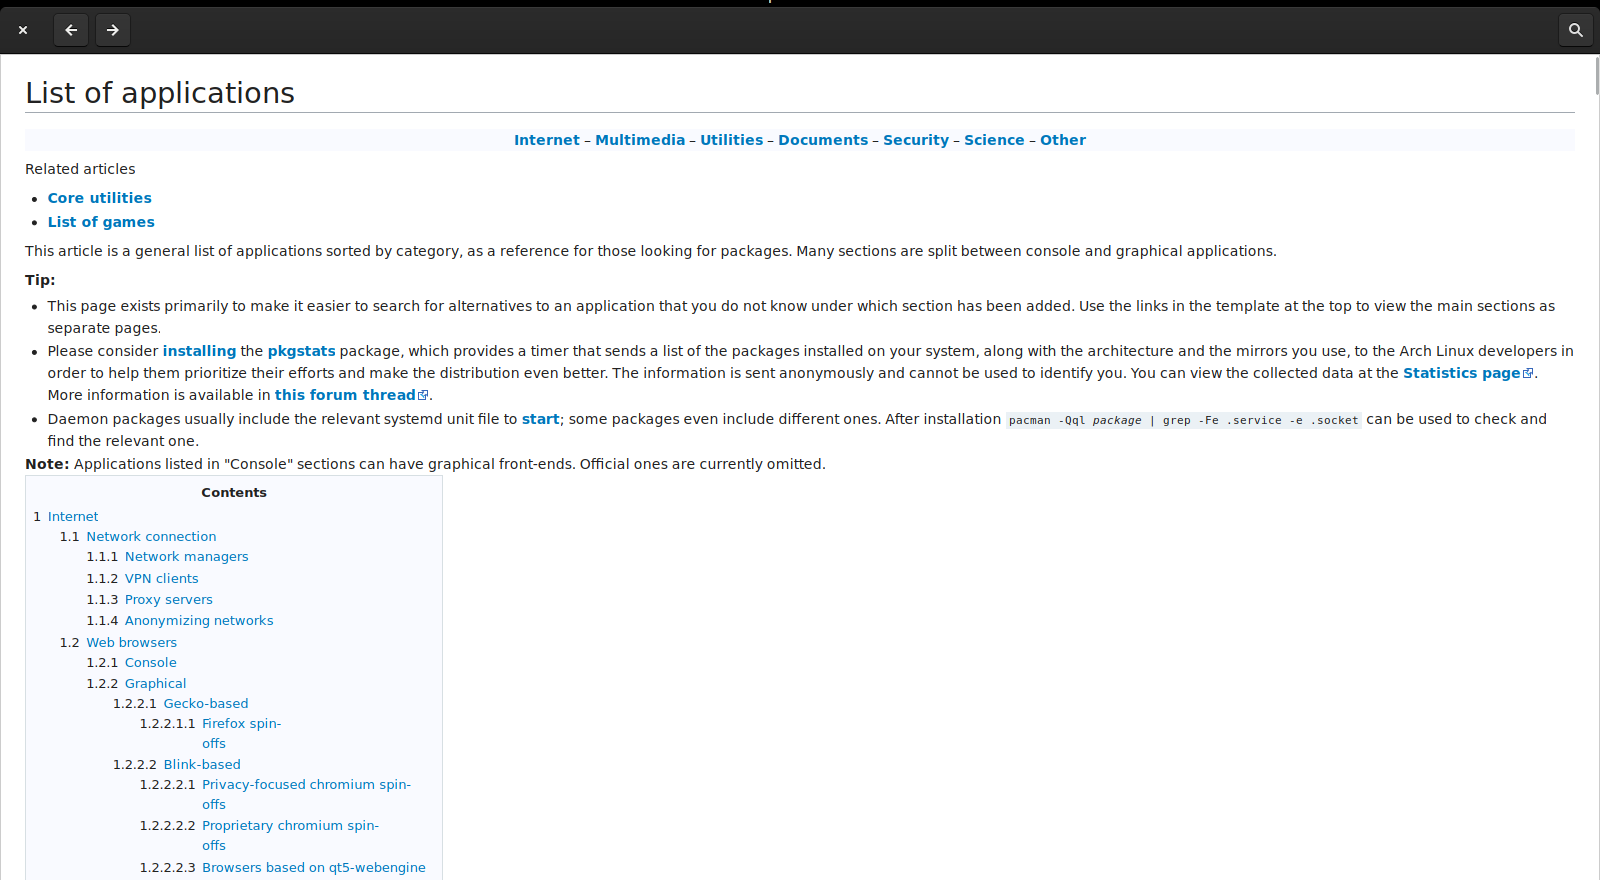 List of applications
Internet – Multimedia – Utilities – Documents – Security – Science – Other
Related articles
Core utilities
List of games
This article is a general list of applications sorted by category, as a reference for those looking for packages. Many sections are split between console and graphical applications.
Tip:
This page exists primarily to make it easier to search for alternatives to an application that you do not know under which section has been added. Use the links in the template at the top to view the main sections as
separate pages.
Please consider installing the pkgstats package, which provides a timer that sends a list of the packages installed on your system, along with the architecture and the mirrors you use, to the Arch Linux developers in
order to help them prioritize their efforts and make the distribution even better. The information is sent anonymously and cannot be used to identify you. You can view the collected data at the Statistics page.
More information is available in this forum thread.
Daemon packages usually include the relevant systemd unit file to start; some packages even include different ones. After installation pacman -Qql package | grep -Fe .service -e .socket can be used to check and
find the relevant one.
Note: Applications listed in "Console" sections can have graphical front-ends. Official ones are currently omitted.
Contents
1 Internet
1.1 Network connection
1.1.1 Network managers
1.1.2 VPN clients
1.1.3 Proxy servers
1.1.4 Anonymizing networks
1.2 Web browsers
1.2.1 Console
1.2.2 Graphical
1.2.2.1 Gecko-based
1.2.2.1.1 Firefox spin-
offs
1.2.2.2 Blink-based
1.2.2.2.1 Privacy-focused chromium spin-
offs
1.2.2.2.2 Proprietary chromium spin-
offs
1.2.2.2.3 Browsers based on qt5-webengine